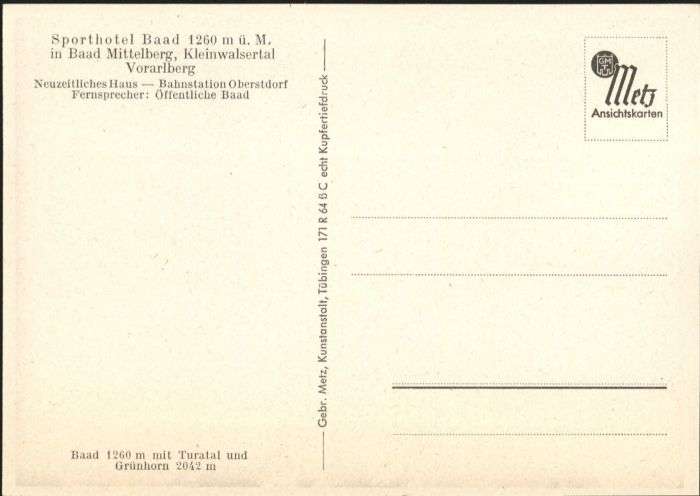 Sporthotel Baad 1260 m ü. M.
in Baad Mittelberg, Kleinwalsertal
Vorarlberg
Neuzeitliches Haus — Bahnstation Oberstdorf
Fernsprecher: Öffentliche Baad
Baad 1260 m mit Turatal und
Grünhorn 2042 m
Gebr. Metz, Kunstanstalt, Tübingen 171 R 64 B C echt Kupfertiefdruck
GM
T
Metz
Ansichtskarten